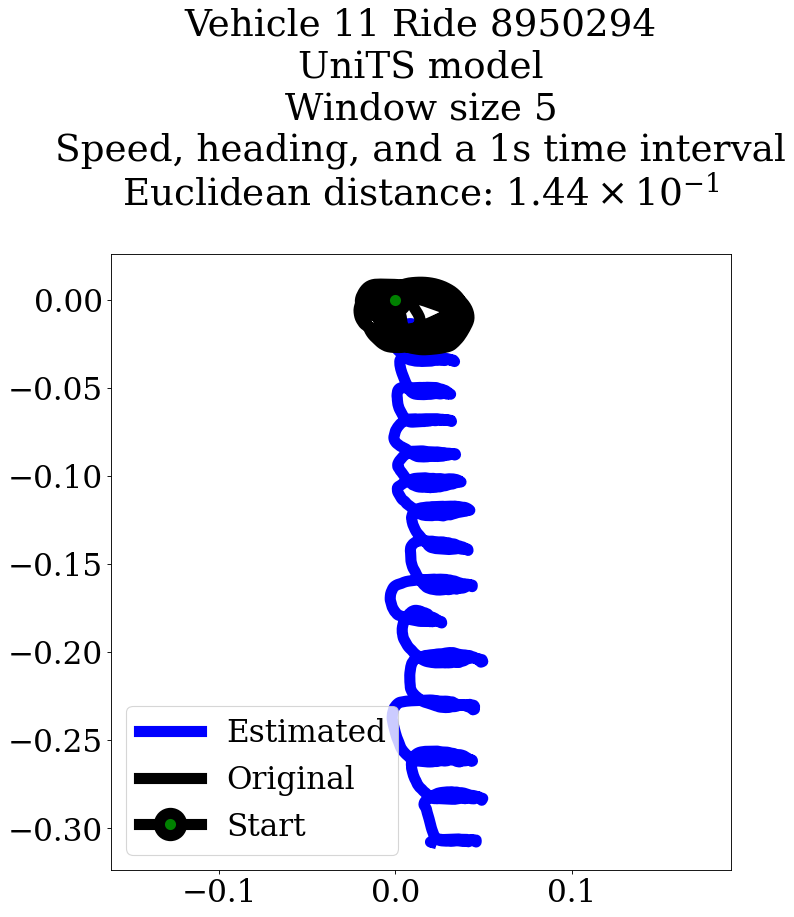 Vehicle 11 Ride 8950294
UniTS model
Window size 5
Speed, heading, and a 1s time interval
Euclidean distance: 1.44 × 10⁻¹
0.00
−0.05
−0.10
−0.15
−0.20
−0.25
−0.30
Estimated
Original
Start
−0.1
0.0
0.1